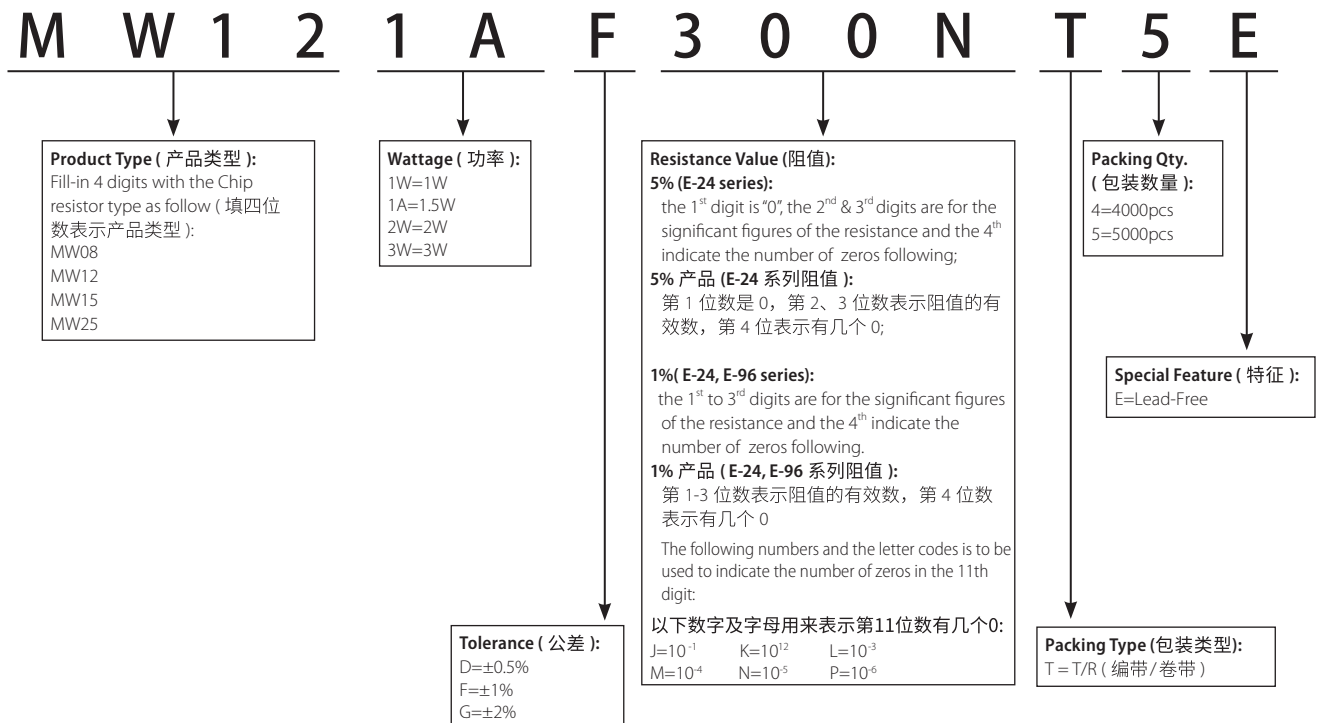 M W 1 2 1 A F 3 0 0 N T 5 E
Product Type ( 产品类型 ):
Fill-in 4 digits with the Chip
resistor type as follow ( 填四位
数表示产品类型 ):
MW08
MW12
MW15
MW25
Wattage ( 功率 ):
1W=1W
1A=1.5W
2W=2W
3W=3W
Resistance Value (阻值):
5% (E-24 series):
the 1st digit is “0”, the 2nd & 3rd digits are for the
significant figures of the resistance and the 4th
indicate the number of zeros following;
5% 产品 (E-24 系列阻值 ):
第 1 位数是 0，第 2、3 位数表示阻值的有
效数，第 4 位表示有几个 0;
1%( E-24, E-96 series):
the 1st to 3rd digits are for the significant figures
of the resistance and the 4th indicate the
number of zeros following.
1% 产品 ( E-24, E-96 系列阻值 ):
第 1-3 位数表示阻值的有效数，第 4 位数
表示有几个 0
The following numbers and the letter codes is to be
used to indicate the number of zeros in the 11th
digit:
以下数字及字母用来表示第11位数有几个0:
J=10-1 K=1012 L=10-3
M=10-4 N=10-5 P=10-6
Packing Qty.
( 包装数量 ):
4=4000pcs
5=5000pcs
Special Feature ( 特征 ):
E=Lead-Free
Tolerance ( 公差 ):
D=±0.5%
F=±1%
G=±2%
Packing Type (包装类型):
T = T/R ( 编带/ 卷带 )